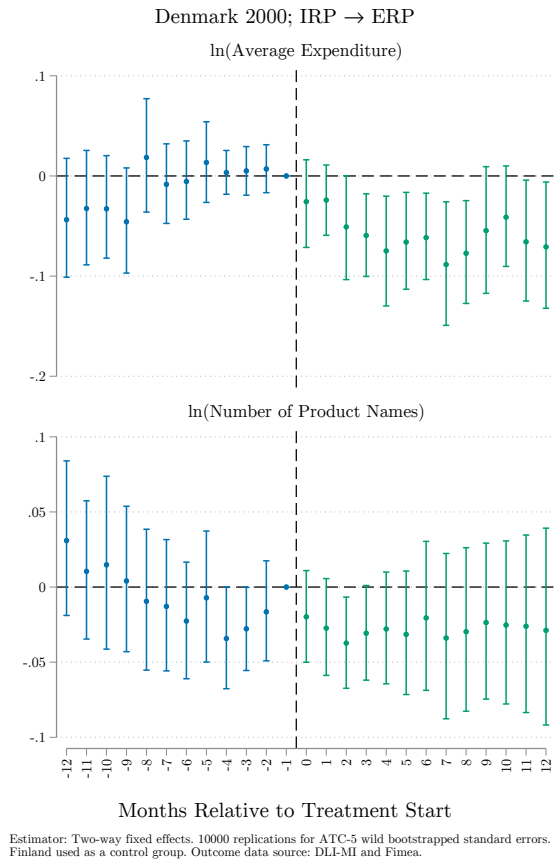 Denmark 2000; IRP → ERP
ln(Average Expenditure)
.1
0
-.1
-.2
ln(Number of Product Names)
.1
.05
0
-.05
-.1
-12 -11 -10 -9 -8 -7 -6 -5 -4 -3 -2 -1 0 1 2 3 4 5 6 7 8 9 10 11 12
Months Relative to Treatment Start
Estimator: Two-way fixed effects. 10000 replications for ATC-5 wild bootstrapped standard errors.
Finland used as a control group. Outcome data source: DLI-MI and Fimea.